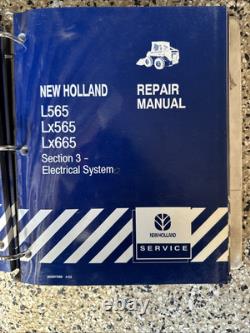 NEW HOLLAND
L565
Lx565
Lx665
Section 3 -
Electrical System
REPAIR
MANUAL
NEW HOLLAND
SERVICE